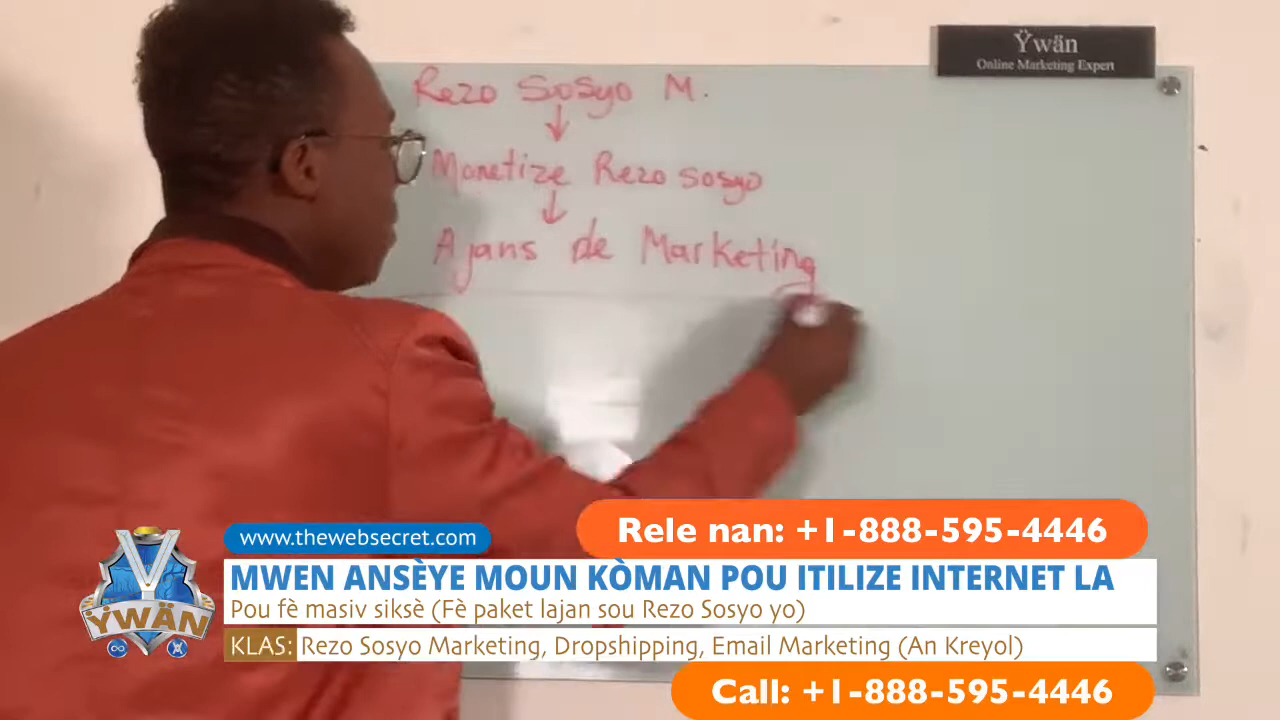 Ÿwän
Online Marketing Expert
Rezo Sosyo M.
Monetize Rezo sosyo
Ajans de Marketing
Rele nan: +1-888-595-4446
www.thewebsecret.com
MWEN ANSÈYE MOUN KÒMAN POU ITILIZE INTERNET LA
Pou fè masiv siksè (Fè paket lajan sou Rezo Sosyo yo)
KLAS: Rezo Sosyo Marketing, Dropshipping, Email Marketing (An Kreyol)
Call: +1-888-595-4446
Y
ŸWÄN